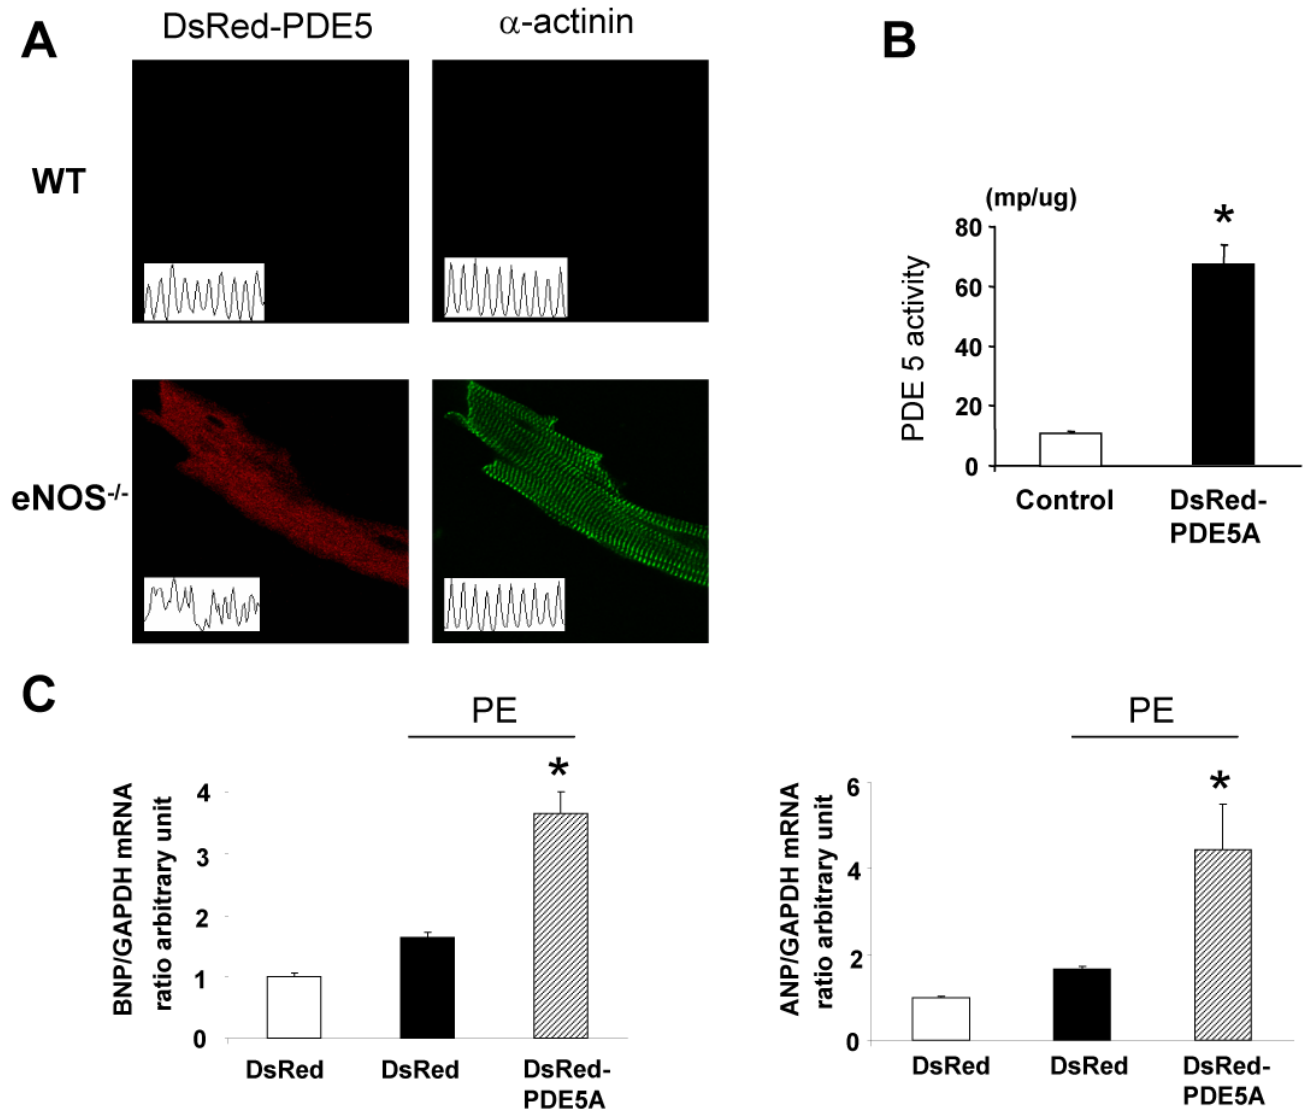 A
DsRed-PDE5
α-actinin
WT
eNOS-/-
B
(mp/ug)
*
PDE 5 activity
80
60
40
20
0
Control
DsRed-
PDE5A
C
PE
*
BNP/GAPDH mRNA
ratio arbitrary unit
4
3
2
1
0
DsRed
DsRed
DsRed-
PDE5A
PE
*
ANP/GAPDH mRNA
ratio arbitrary unit
6
4
2
0
DsRed
DsRed
DsRed-
PDE5A